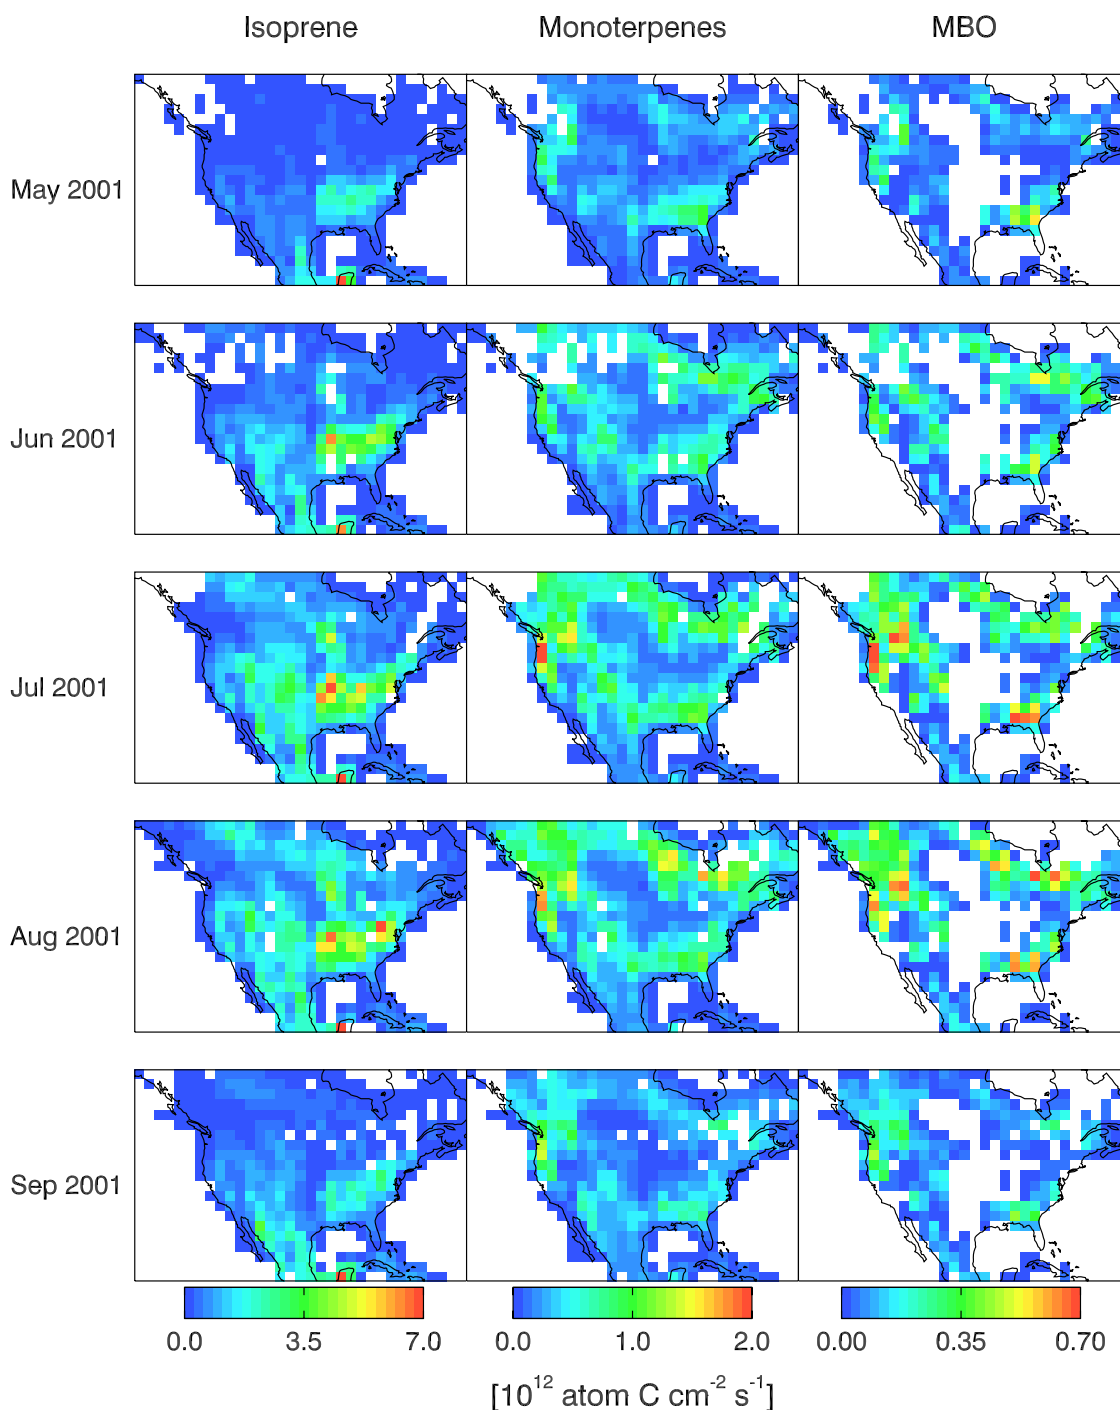 Isoprene Monoterpenes MBO
May 2001
Jun 2001
Jul 2001
Aug 2001
Sep 2001
0.0 3.5 7.0 0.0 1.0 2.0 0.00 0.35 0.70
[10¹² atom C cm⁻² s⁻¹]